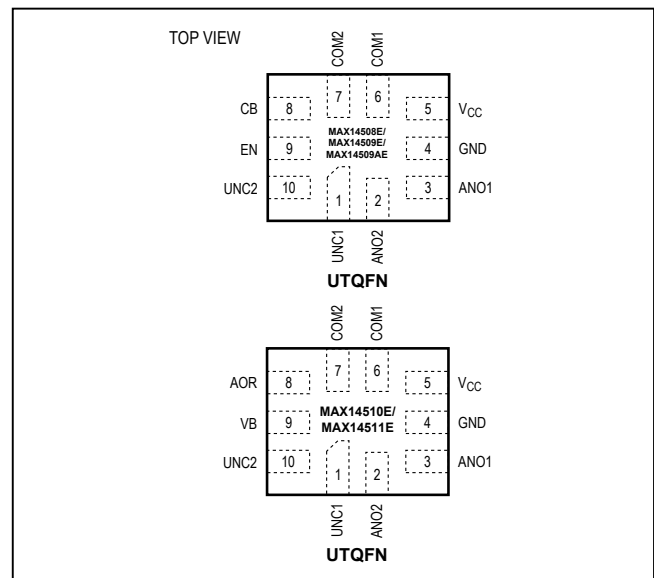 TOP VIEW
COM2
COM1
7
6
CB
8
5
VCC
MAX14508E/
MAX14509E/
MAX14509AE
EN
9
4
GND
UNC2
10
3
ANO1
1
2
UNC1
ANO2
UTQFN
COM2
COM1
7
6
AOR
8
5
VCC
MAX14510E/
MAX14511E
VB
9
4
GND
UNC2
10
3
ANO1
1
2
UNC1
ANO2
UTQFN